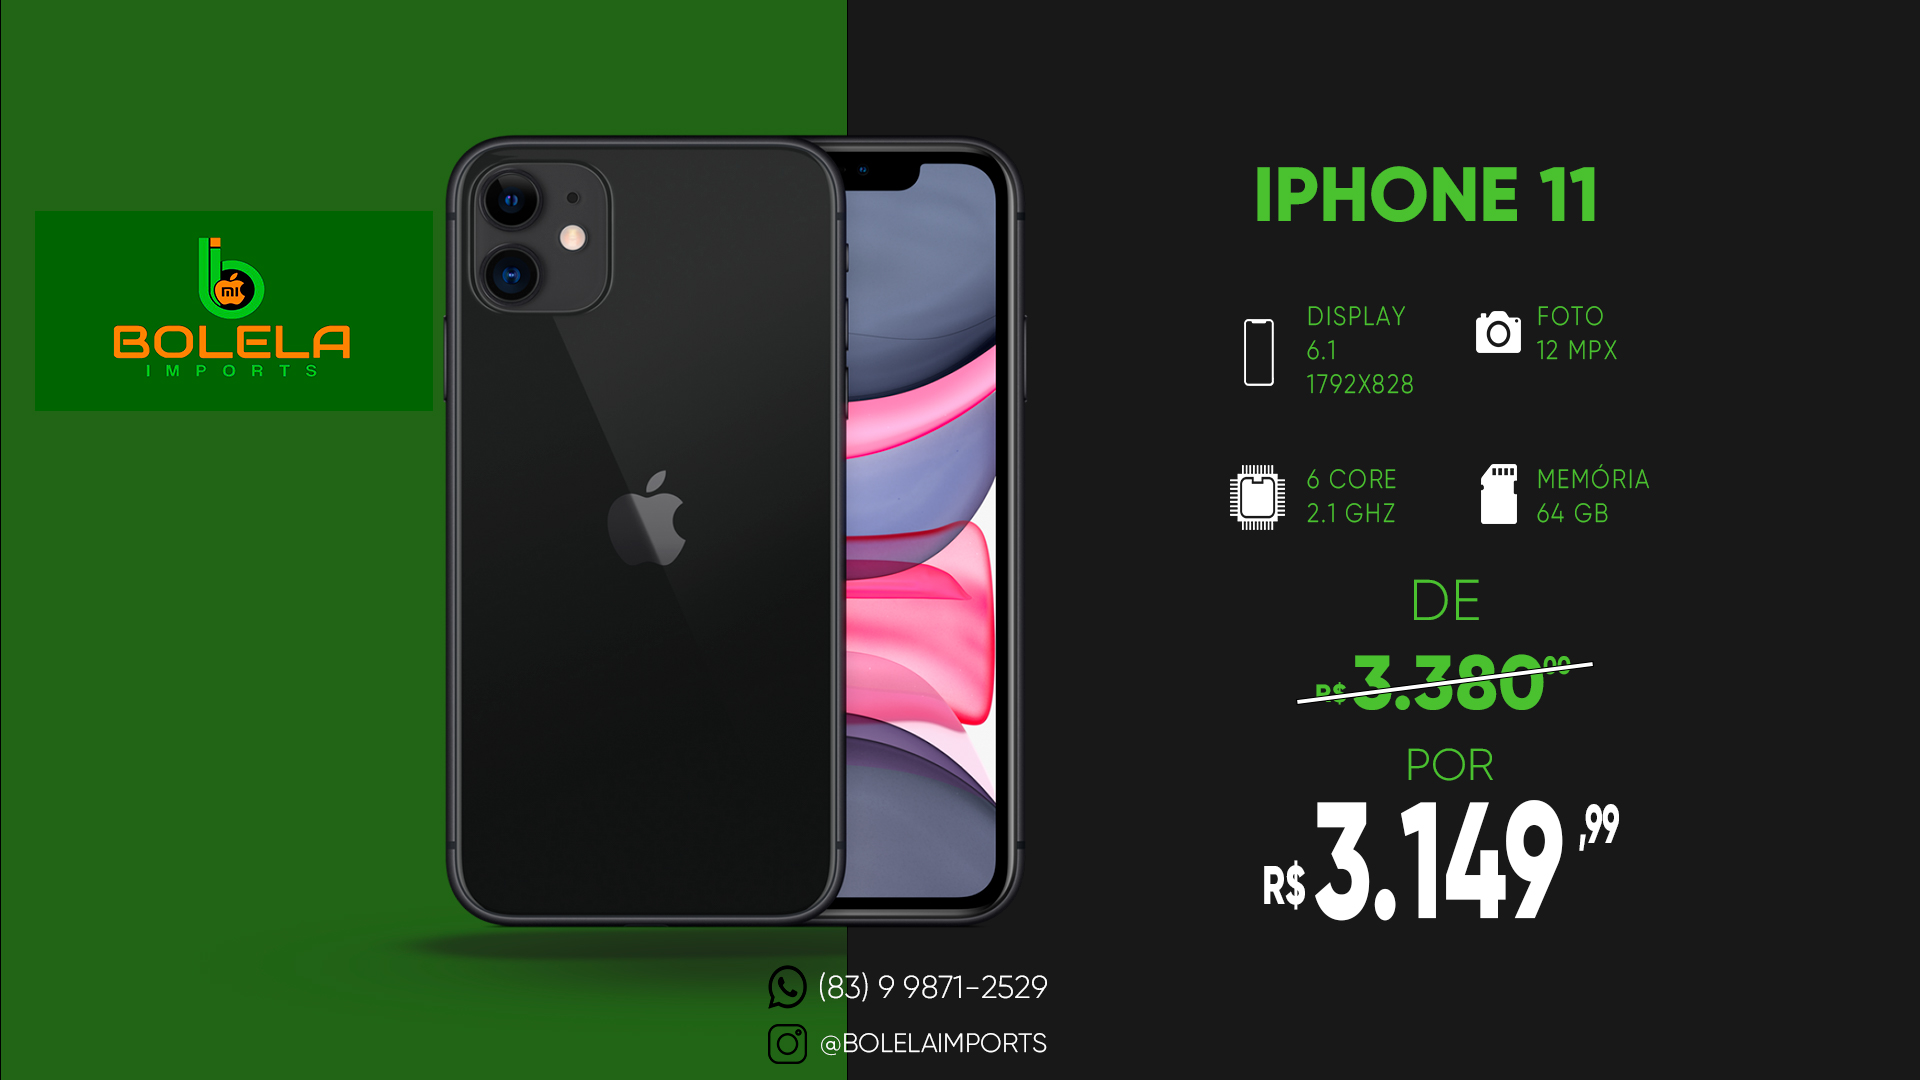 mi
BOLELA
IMPORTS
IPHONE 11
DISPLAY
6.1
1792X828
FOTO
12 MPX
6 CORE
2.1 GHZ
MEMÓRIA
64 GB
DE
R$ 3.380 00
POR
R$ 3.149 ,99
(83) 9 9871-2529
@BOLELAIMPORTS